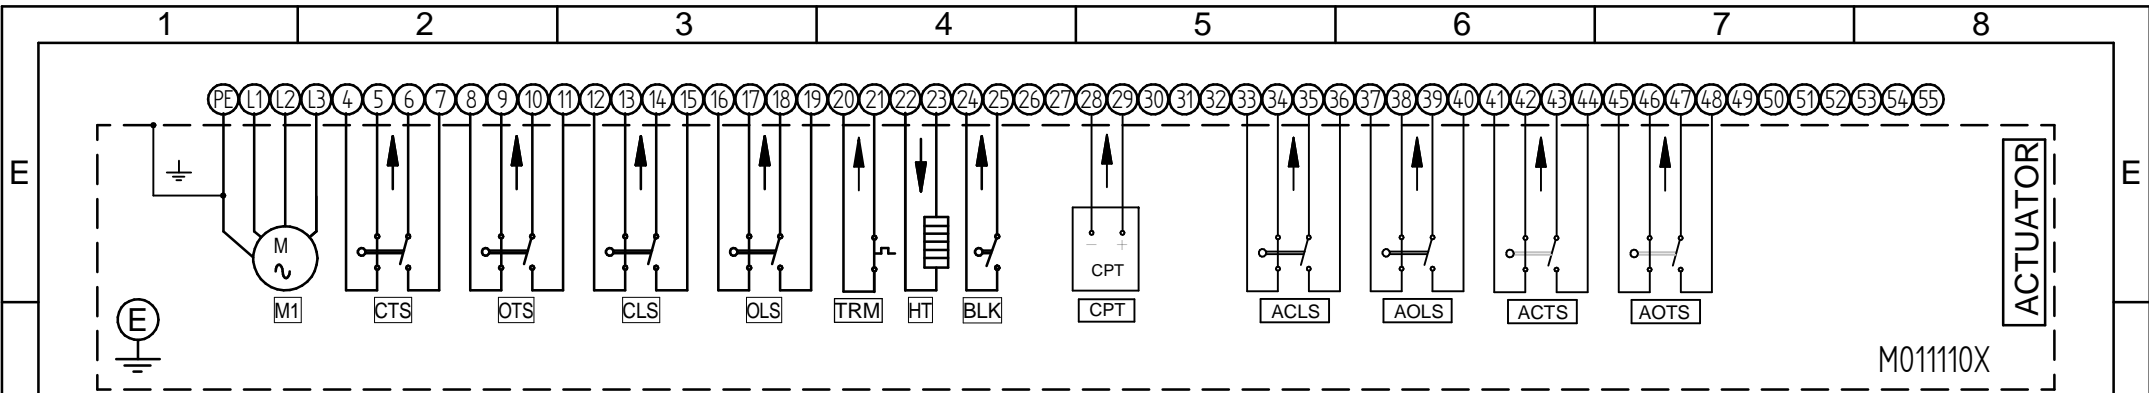 1 2 3 4 5 6 7 8
PE L1 L2 L3 4 5 6 7 8 9 10 11 12 13 14 15 16 17 18 19 20 21 22 23 24 25 26 27 28 29 30 31 32 33 34 35 36 37 38 39 40 41 42 43 44 45 46 47 48 49 50 51 52 53 54 55
E E
ACTUATOR
M
- +
CPT
M1 CTS OTS CLS OLS TRM HT BLK CPT ACLS AOLS ACTS AOTS
E
M011110X